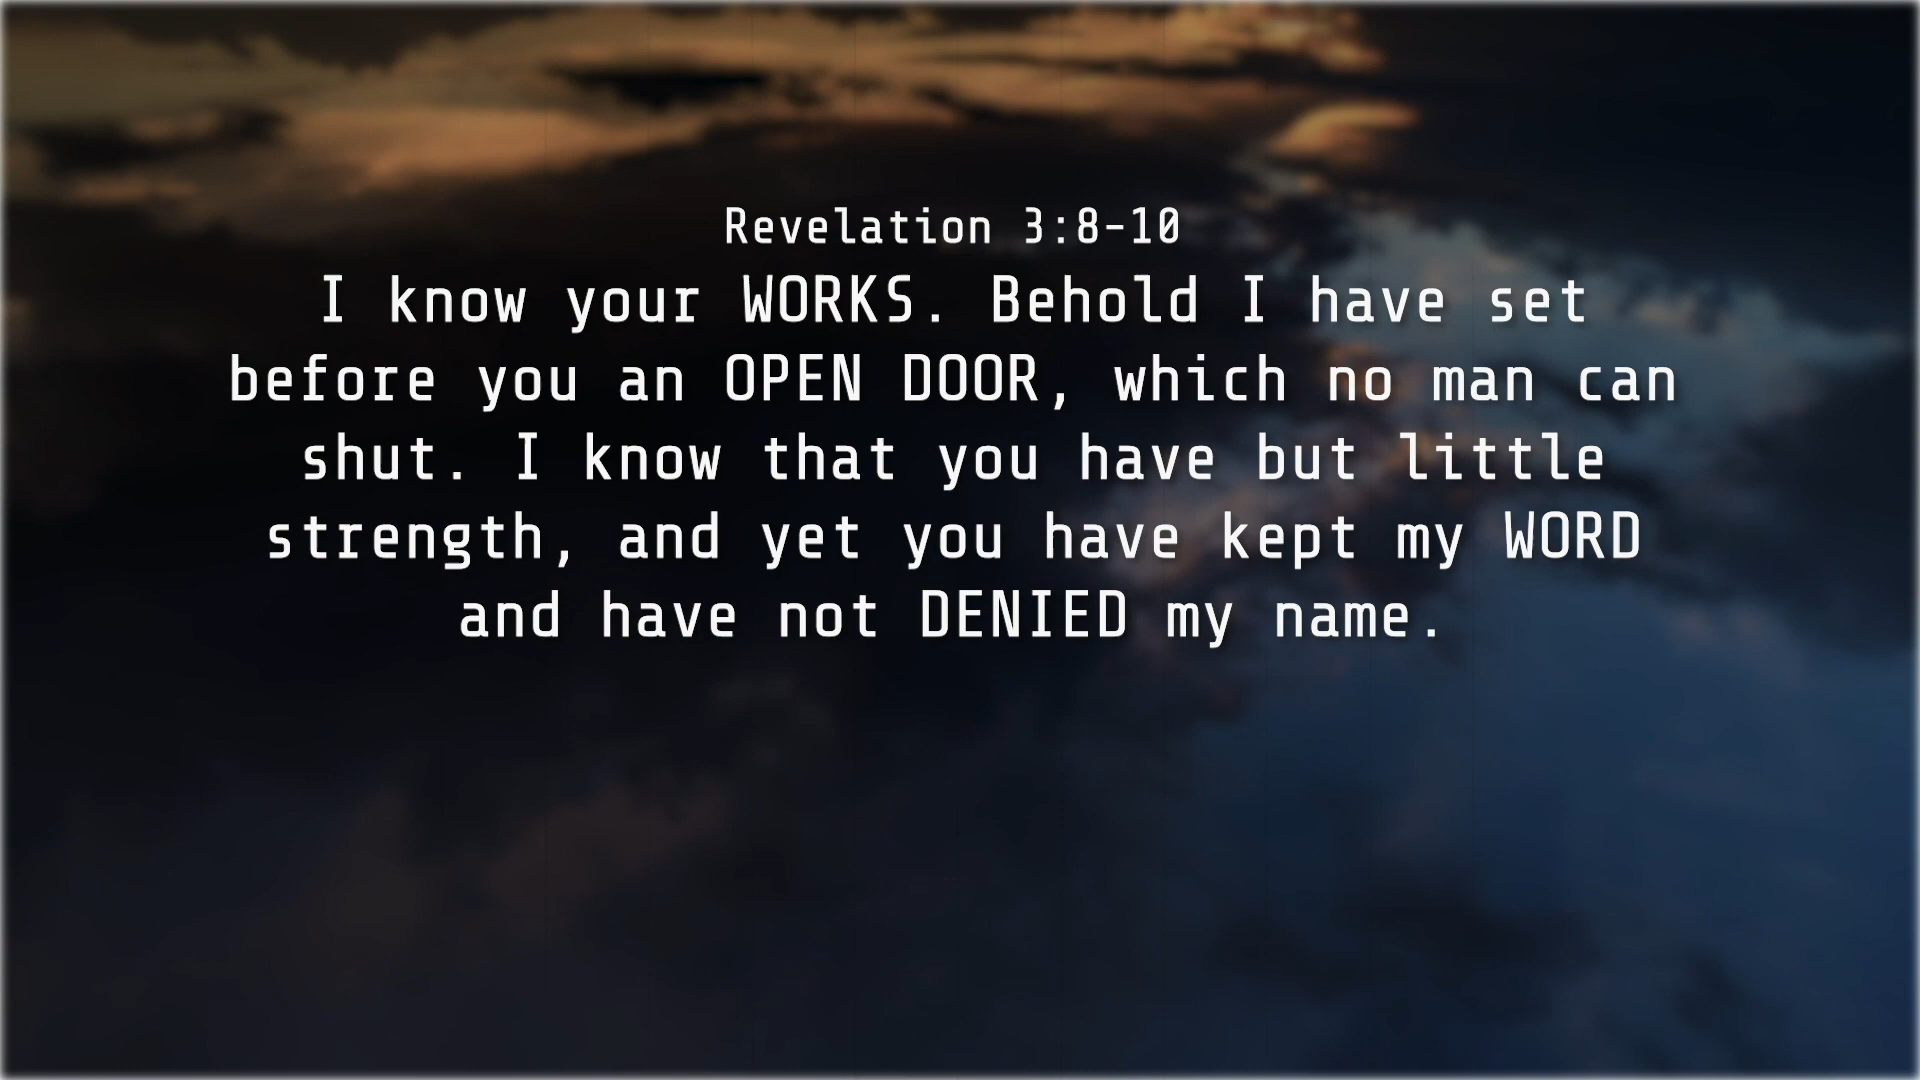 Revelation 3:8-10
I know your WORKS. Behold I have set
before you an OPEN DOOR, which no man can
shut. I know that you have but little
strength, and yet you have kept my WORD
and have not DENIED my name.